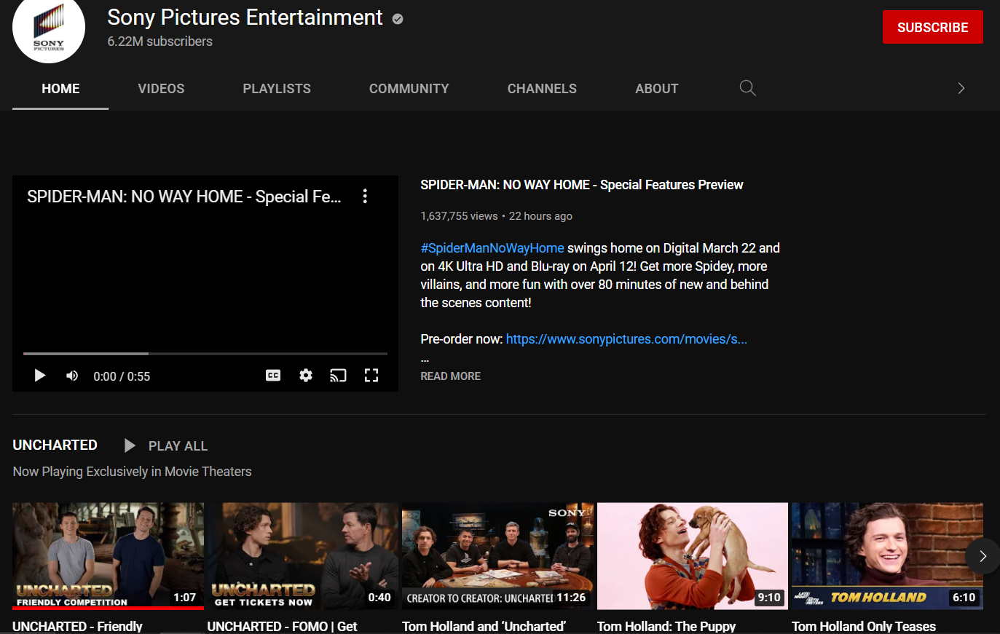 SONY
PICTURES
Sony Pictures Entertainment
6.22M subscribers
SUBSCRIBE
HOME VIDEOS PLAYLISTS COMMUNITY CHANNELS ABOUT
SPIDER-MAN: NO WAY HOME - Special Fe...
0:00 / 0:55
CC
SPIDER-MAN: NO WAY HOME - Special Features Preview
1,637,755 views • 22 hours ago
#SpiderManNoWayHome swings home on Digital March 22 and
on 4K Ultra HD and Blu-ray on April 12! Get more Spidey, more
villains, and more fun with over 80 minutes of new and behind
the scenes content!
Pre-order now: https://www.sonypictures.com/movies/s...
...
READ MORE
UNCHARTED PLAY ALL
Now Playing Exclusively in Movie Theaters
UNCHARTED
FRIENDLY COMPETITION
1:07
UNCHARTED
GET TICKETS NOW
0:40
SONY
CREATOR TO CREATOR: UNCHARTED
11:26
9:10
LATE NIGHT SETH MEYERS
TOM HOLLAND
6:10
UNCHARTED - Friendly
UNCHARTED - FOMO | Get
Tom Holland and ‘Uncharted’
Tom Holland: The Puppy
Tom Holland Only Teases